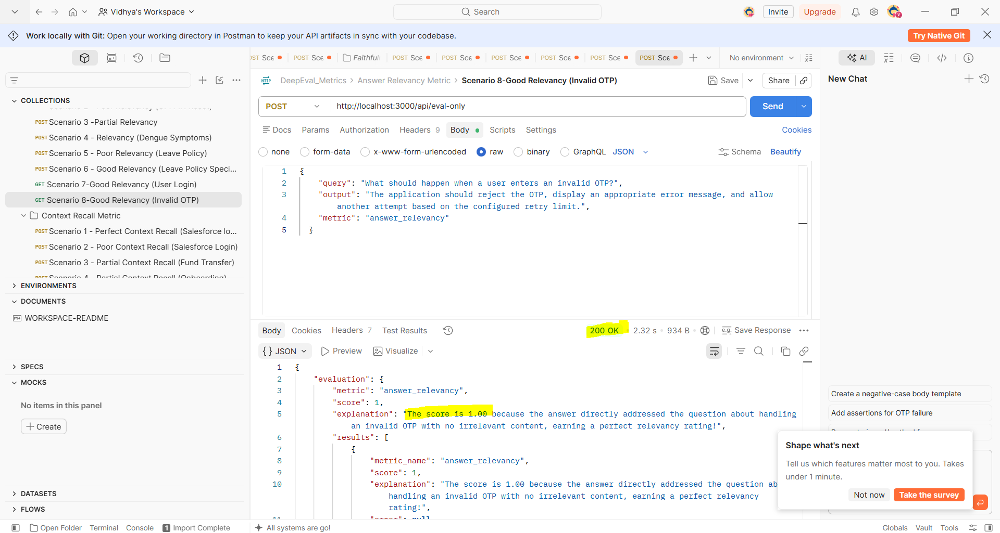 Vidhya's Workspace
Search
Invite
Upgrade
Work locally with Git: Open your working directory in Postman to keep your API artifacts in sync with your codebase.
Try Native Git
COLLECTIONS
POST Scenario 3 -Partial Relevancy
POST Scenario 4 - Relevancy (Dengue Symptoms)
POST Scenario 5 - Poor Relevancy (Leave Policy)
POST Scenario 6 - Good Relevancy (Leave Policy Speci...
GET Scenario 7-Good Relevancy (User Login)
GET Scenario 8-Good Relevancy (Invalid OTP)
Context Recall Metric
POST Scenario 1 - Perfect Context Recall (Salesforce lo...
POST Scenario 2 - Poor Context Recall (Salesforce Login)
POST Scenario 3 - Partial Context Recall (Fund Transfer)
POST Scenario 4 - Partial Context Recall (Onboarding)
ENVIRONMENTS
DOCUMENTS
WORKSPACE-README
SPECS
MOCKS
No items in this panel
Create
DATASETS
FLOWS
OST Sce POST Sce Faithful POST Sce POST Sce POST Sce POST Sce POST Sce POST Sce
No environment
DeepEval_Metrics > Answer Relevancy Metric > Scenario 8-Good Relevancy (Invalid OTP)
Save
Share
POST
http://localhost:3000/api/eval-only
Send
Docs Params Authorization Headers 9 Body Scripts Settings
Cookies
none form-data x-www-form-urlencoded raw binary GraphQL JSON
Schema Beautify
1 {
2 "query": "What should happen when a user enters an invalid OTP?",
3 "output": "The application should reject the OTP, display an appropriate error message, and allow
another attempt based on the configured retry limit.",
4 "metric": "answer_relevancy"
5 }
Body Cookies Headers 7 Test Results
200 OK • 2.32 s • 934 B
e.g. Save Response
{} JSON Preview Visualize
1 {
2 "evaluation": {
3 "metric": "answer_relevancy",
4 "score": 1,
5 "explanation": "The score is 1.00 because the answer directly addressed the question about handling
an invalid OTP with no irrelevant content, earning a perfect relevancy rating!",
6 "results": [
7 {
8 "metric_name": "answer_relevancy",
9 "score": 1,
10 "explanation": "The score is 1.00 because the answer directly addressed the question ab
handling an invalid OTP with no irrelevant content, earning a perfect relevancy
rating!",
11 "error": null
AI
New Chat
Create a negative-case body template
Add assertions for OTP failure
Shape what's next
Tell us which features matter most to you. Takes
under 1 minute.
Not now
Take the survey
Open Folder Terminal Console 1 Import Complete
All systems are go!
Globals Vault Tools